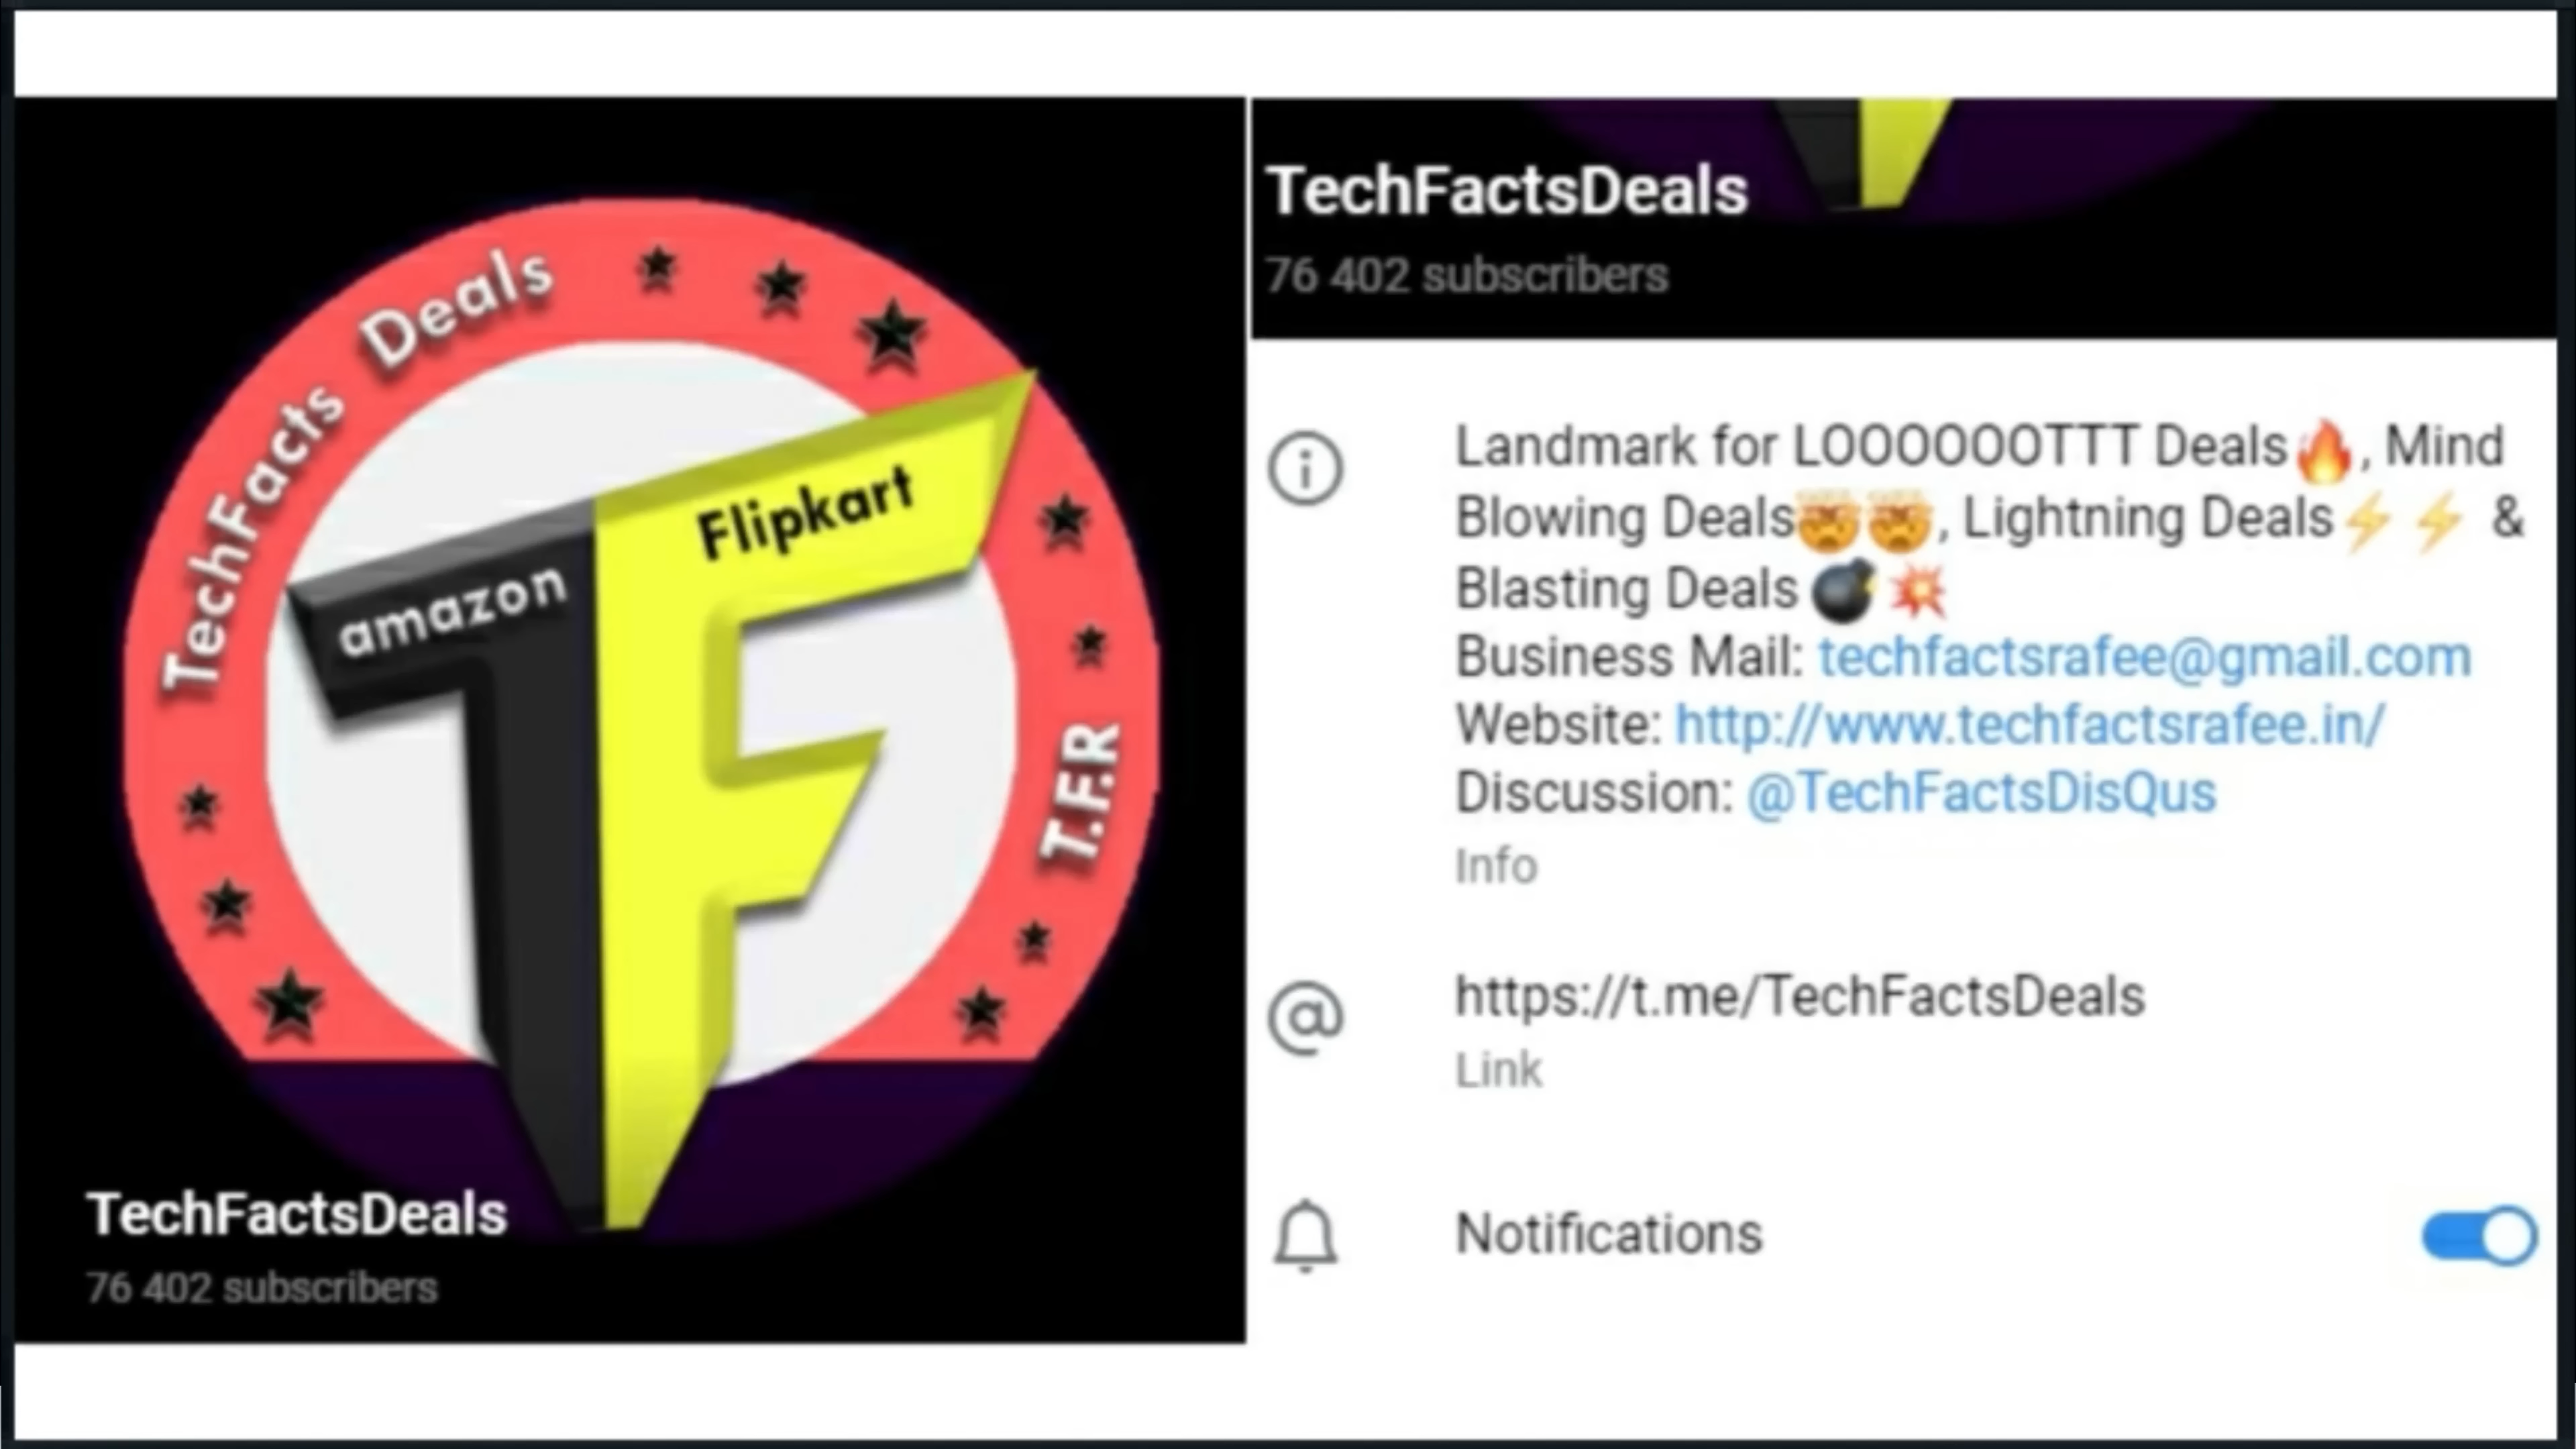 TechFacts Deals
amazon
Flipkart
T.F.R
TechFactsDeals
76 402 subscribers
TechFactsDeals
76 402 subscribers
Landmark for LOOOOOOTTT Deals🔥, Mind
Blowing Deals🤯🤯, Lightning Deals⚡⚡ &
Blasting Deals 💣💥
Business Mail: techfactsrafee@gmail.com
Website: http://www.techfactsrafee.in/
Discussion: @TechFactsDisQus
Info
https://t.me/TechFactsDeals
Link
Notifications